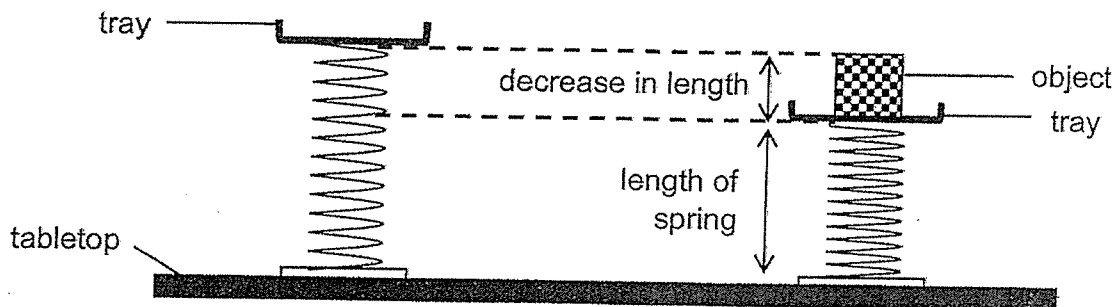 tray
decrease in length
object
tray
length of
spring
tabletop